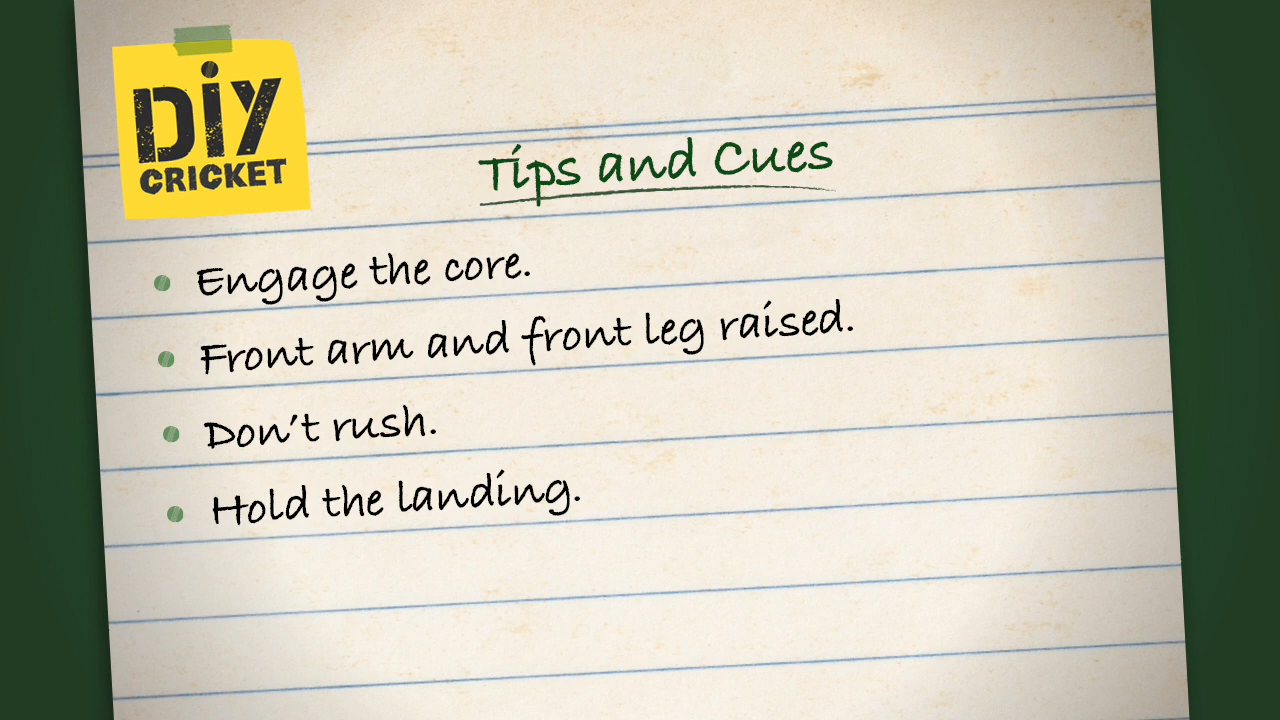 DiY
CRICKET
Tips and Cues
Engage the core.
Front arm and front leg raised.
Don't rush.
Hold the landing.